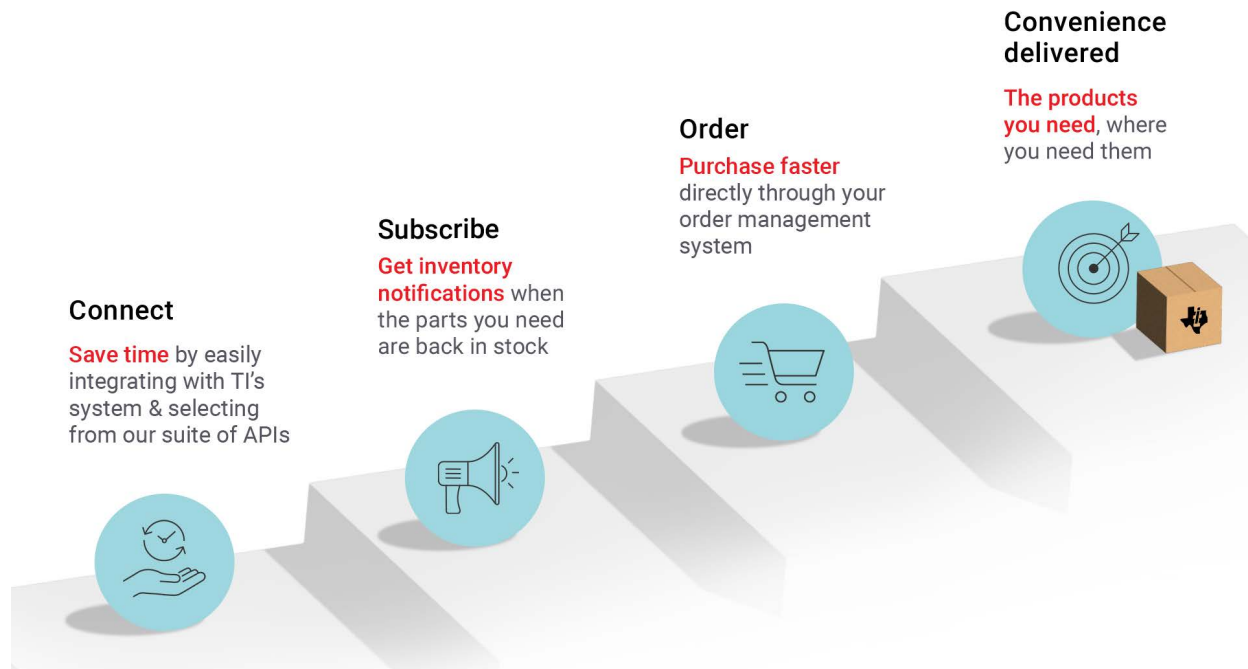 Connect
Save time by easily
integrating with TI's
system & selecting
from our suite of APIs
Subscribe
Get inventory
notifications when
the parts you need
are back in stock
Order
Purchase faster
directly through your
order management
system
Convenience
delivered
The products
you need, where
you need them